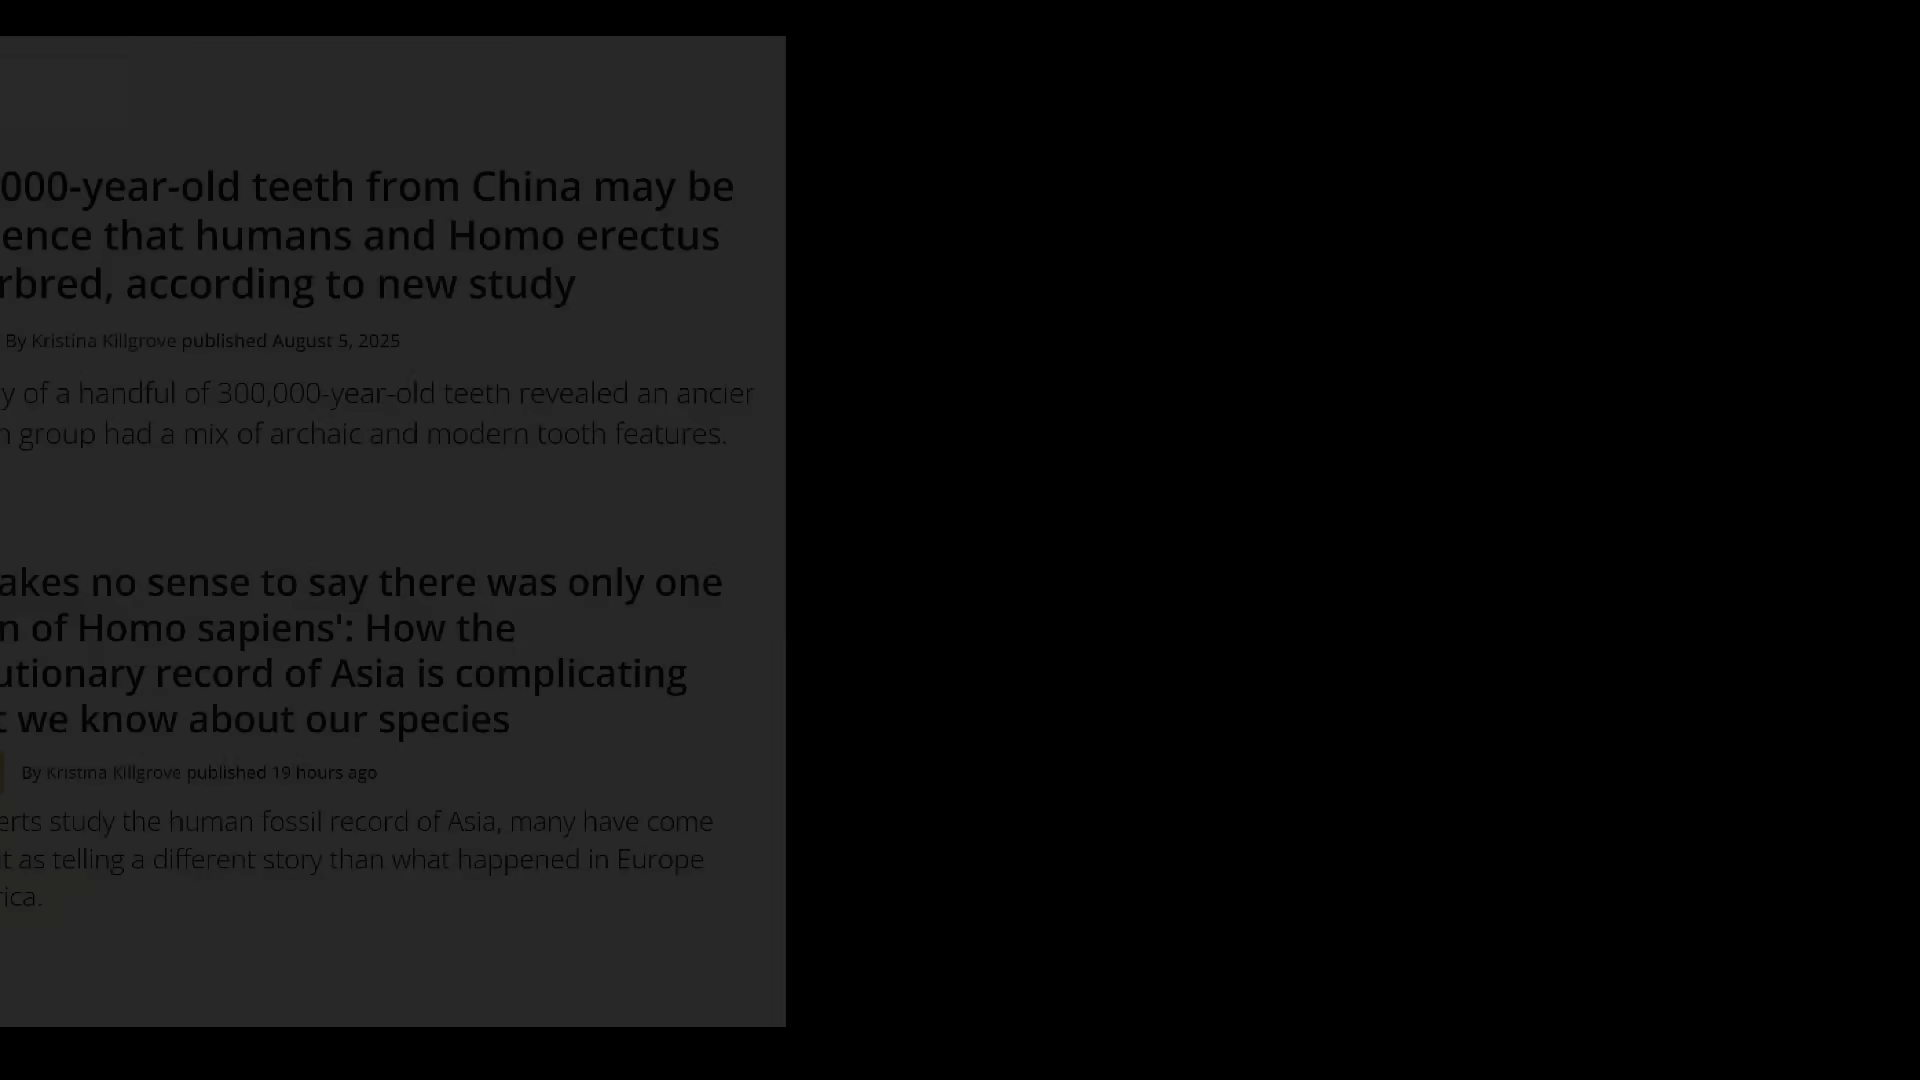 000-year-old teeth from China may be
ence that humans and Homo erectus
rbred, according to new study
By Kristina Killgrove published August 5, 2025
y of a handful of 300,000-year-old teeth revealed an ancier
n group had a mix of archaic and modern tooth features.
akes no sense to say there was only one
n of Homo sapiens': How the
utionary record of Asia is complicating
t we know about our species
By Kristina Killgrove published 19 hours ago
erts study the human fossil record of Asia, many have come
t as telling a different story than what happened in Europe
rica.